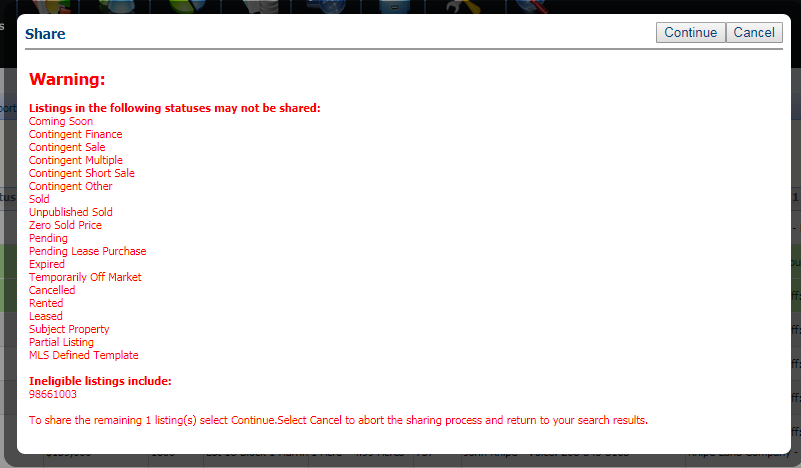 Share
Continue
Cancel
Warning:
Listings in the following statuses may not be shared:
Coming Soon
Contingent Finance
Contingent Sale
Contingent Multiple
Contingent Short Sale
Contingent Other
Sold
Unpublished Sold
Zero Sold Price
Pending
Pending Lease Purchase
Expired
Temporarily Off Market
Cancelled
Rented
Leased
Subject Property
Partial Listing
MLS Defined Template
Ineligible listings include:
98661003
To share the remaining 1 listing(s) select Continue.Select Cancel to abort the sharing process and return to your search results.